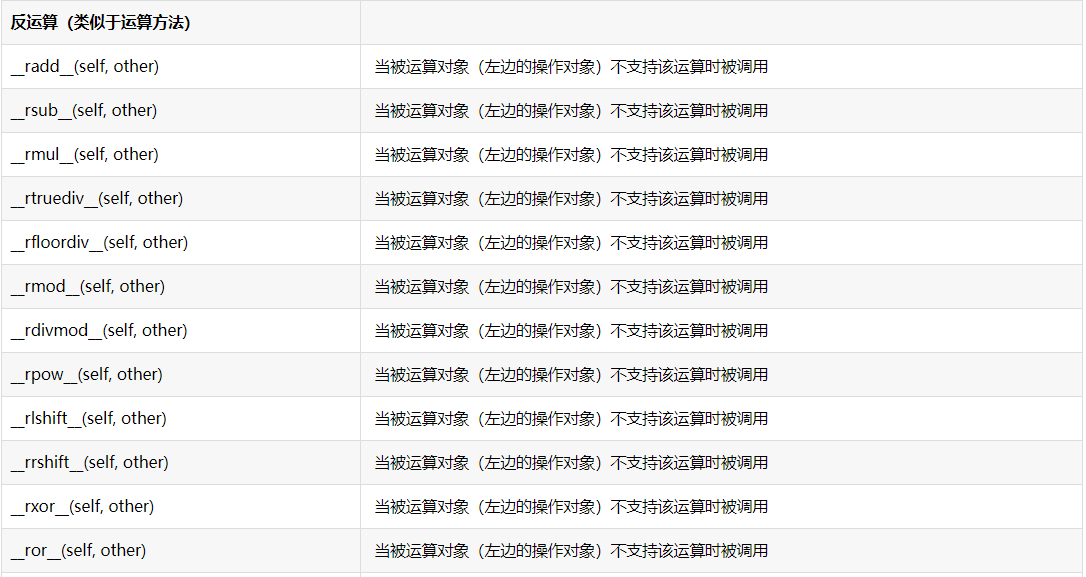 反运算（类似于运算方法）
__radd__(self, other) 当被运算对象（左边的操作对象）不支持该运算时被调用
__rsub__(self, other) 当被运算对象（左边的操作对象）不支持该运算时被调用
__rmul__(self, other) 当被运算对象（左边的操作对象）不支持该运算时被调用
__rtruediv__(self, other) 当被运算对象（左边的操作对象）不支持该运算时被调用
__rfloordiv__(self, other) 当被运算对象（左边的操作对象）不支持该运算时被调用
__rmod__(self, other) 当被运算对象（左边的操作对象）不支持该运算时被调用
__rdivmod__(self, other) 当被运算对象（左边的操作对象）不支持该运算时被调用
__rpow__(self, other) 当被运算对象（左边的操作对象）不支持该运算时被调用
__rlshift__(self, other) 当被运算对象（左边的操作对象）不支持该运算时被调用
__rrshift__(self, other) 当被运算对象（左边的操作对象）不支持该运算时被调用
__rxor__(self, other) 当被运算对象（左边的操作对象）不支持该运算时被调用
__ror__(self, other) 当被运算对象（左边的操作对象）不支持该运算时被调用